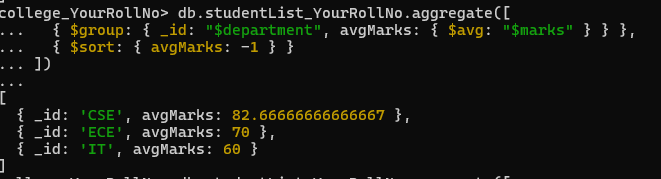 college_YourRollNo> db.studentList_YourRollNo.aggregate([
...   { $group: { _id: "$department", avgMarks: { $avg: "$marks" } } },
...   { $sort: { avgMarks: -1 } }
... ])
...
[
  { _id: 'CSE', avgMarks: 82.66666666666667 },
  { _id: 'ECE', avgMarks: 70 },
  { _id: 'IT', avgMarks: 60 }
]